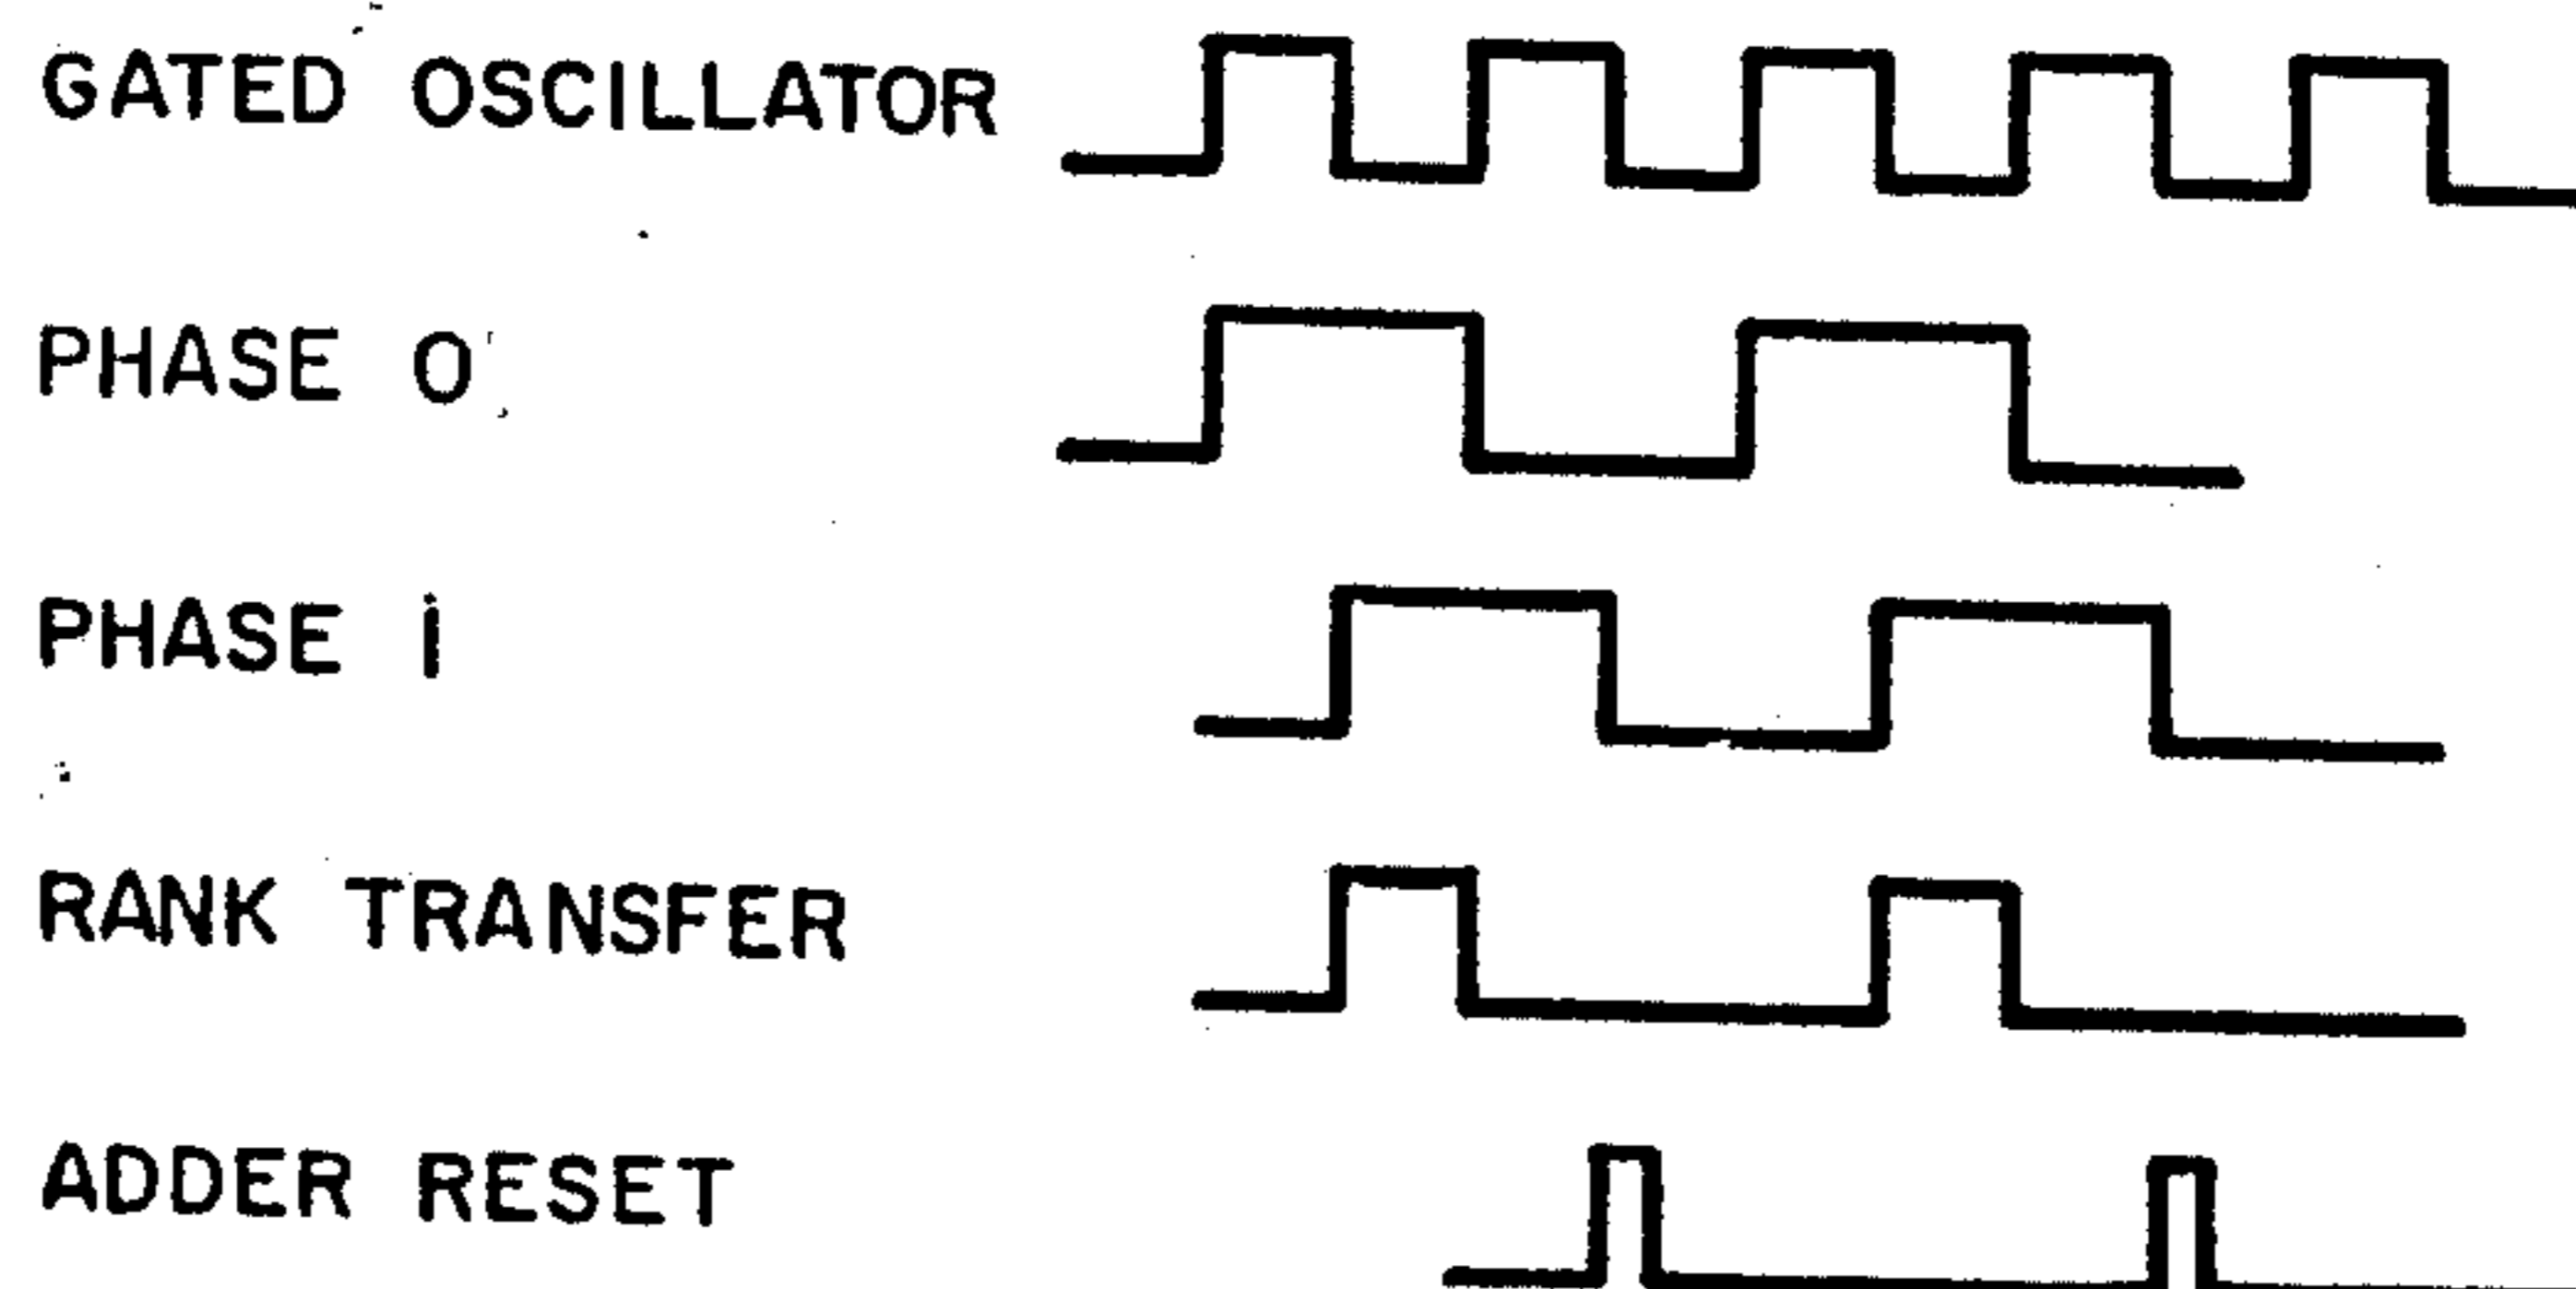 GATED OSCILLATOR
PHASE 0
PHASE 1
RANK TRANSFER
ADDER RESET